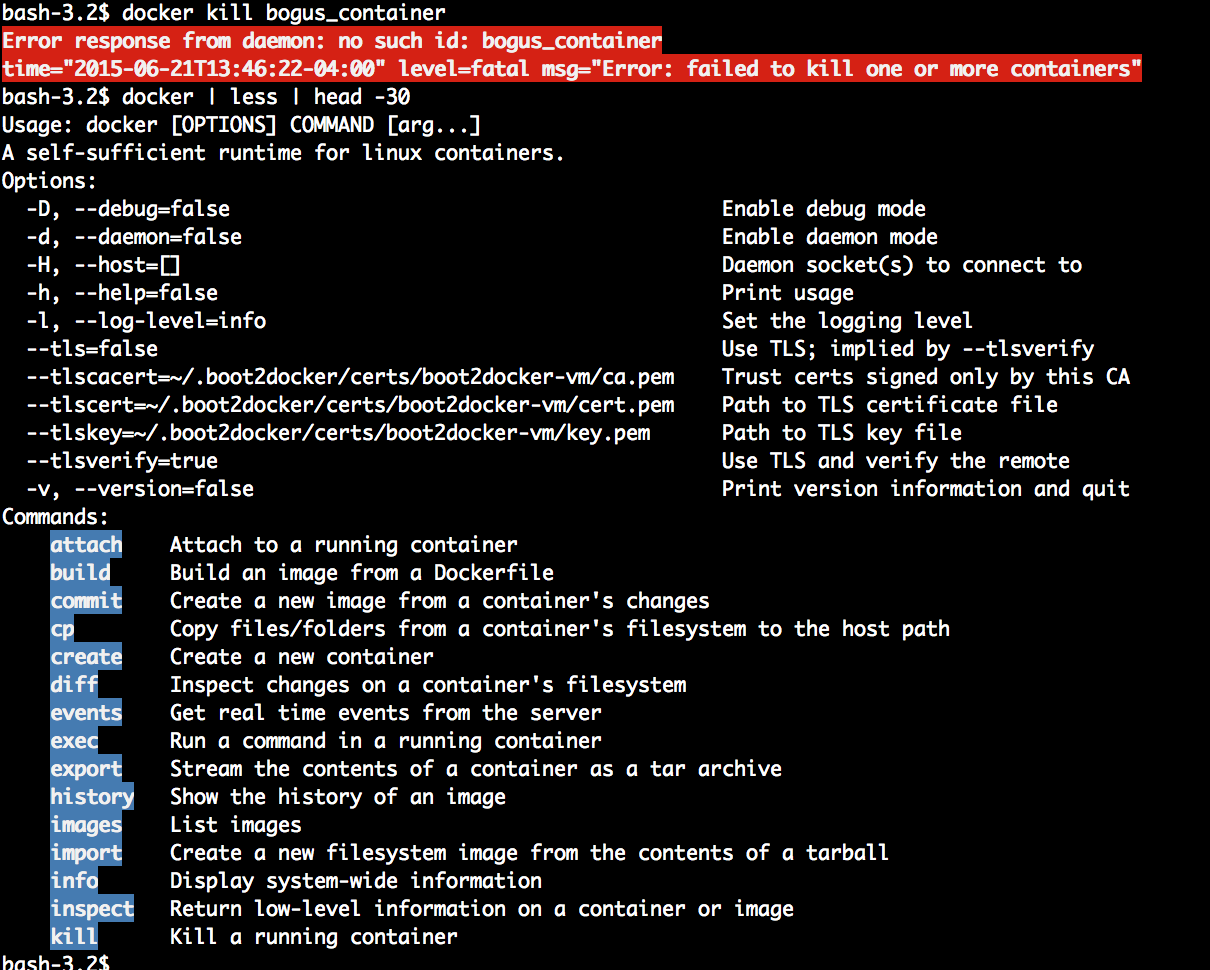 bash-3.2$ docker kill bogus_container
Error response from daemon: no such id: bogus_container
time="2015-06-21T13:46:22-04:00" level=fatal msg="Error: failed to kill one or more containers"
bash-3.2$ docker | less | head -30
Usage: docker [OPTIONS] COMMAND [arg...]
A self-sufficient runtime for linux containers.
Options:
  -D, --debug=false                                         Enable debug mode
  -d, --daemon=false                                        Enable daemon mode
  -H, --host=[]                                             Daemon socket(s) to connect to
  -h, --help=false                                          Print usage
  -l, --log-level=info                                      Set the logging level
  --tls=false                                               Use TLS; implied by --tlsverify
  --tlscacert=~/.boot2docker/certs/boot2docker-vm/ca.pem    Trust certs signed only by this CA
  --tlscert=~/.boot2docker/certs/boot2docker-vm/cert.pem    Path to TLS certificate file
  --tlskey=~/.boot2docker/certs/boot2docker-vm/key.pem      Path to TLS key file
  --tlsverify=true                                          Use TLS and verify the remote
  -v, --version=false                                       Print version information and quit
Commands:
    attach    Attach to a running container
    build     Build an image from a Dockerfile
    commit    Create a new image from a container's changes
    cp        Copy files/folders from a container's filesystem to the host path
    create    Create a new container
    diff      Inspect changes on a container's filesystem
    events    Get real time events from the server
    exec      Run a command in a running container
    export    Stream the contents of a container as a tar archive
    history   Show the history of an image
    images    List images
    import    Create a new filesystem image from the contents of a tarball
    info      Display system-wide information
    inspect   Return low-level information on a container or image
    kill      Kill a running container
bash-3.2$